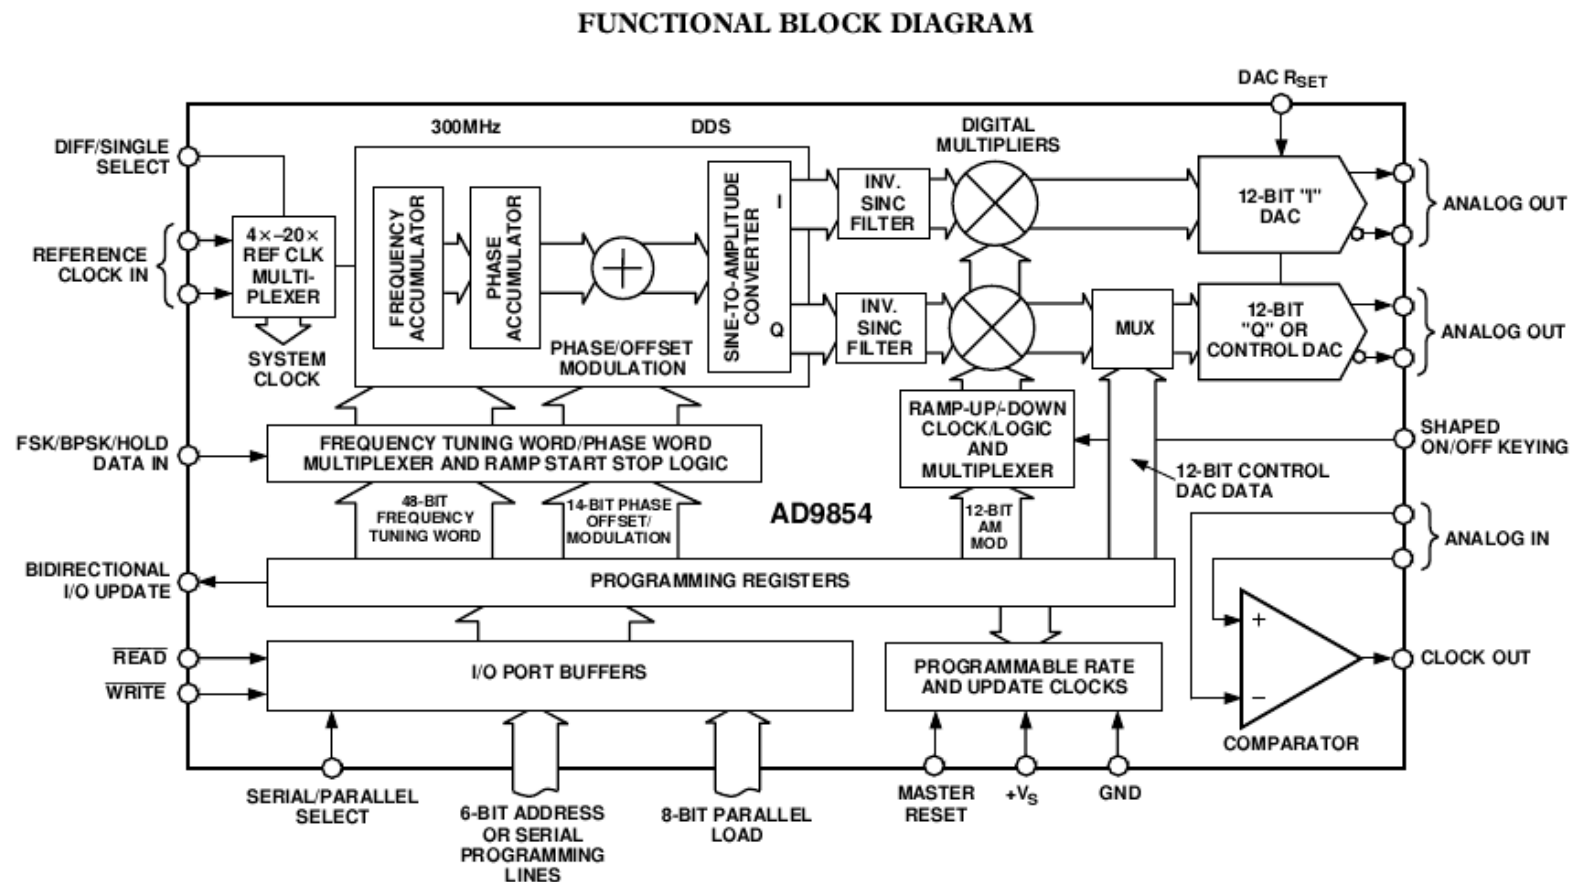 FUNCTIONAL BLOCK DIAGRAM
DAC RSET
300MHz
DDS
DIGITAL
MULTIPLIERS
DIFF/SINGLE
SELECT
REFERENCE
CLOCK IN
4×–20×
REF CLK
MULTI-
PLEXER
SYSTEM
CLOCK
FREQUENCY
ACCUMULATOR
PHASE
ACCUMULATOR
+
PHASE/OFFSET
MODULATION
SINE-TO-AMPLITUDE
CONVERTER
I
Q
INV.
SINC
FILTER
INV.
SINC
FILTER
MUX
12-BIT "I"
DAC
ANALOG OUT
12-BIT
"Q" OR
CONTROL DAC
ANALOG OUT
FSK/BPSK/HOLD
DATA IN
FREQUENCY TUNING WORD/PHASE WORD
MULTIPLEXER AND RAMP START STOP LOGIC
RAMP-UP/-DOWN
CLOCK/LOGIC
AND
MULTIPLEXER
SHAPED
ON/OFF KEYING
12-BIT CONTROL
DAC DATA
48-BIT
FREQUENCY
TUNING WORD
14-BIT PHASE
OFFSET/
MODULATION
AD9854
12-BIT
AM
MOD
ANALOG IN
BIDIRECTIONAL
I/O UPDATE
PROGRAMMING REGISTERS
READ
WRITE
I/O PORT BUFFERS
PROGRAMMABLE RATE
AND UPDATE CLOCKS
+
–
CLOCK OUT
COMPARATOR
SERIAL/PARALLEL
SELECT
6-BIT ADDRESS
OR SERIAL
PROGRAMMING
LINES
8-BIT PARALLEL
LOAD
MASTER
RESET
+VS
GND